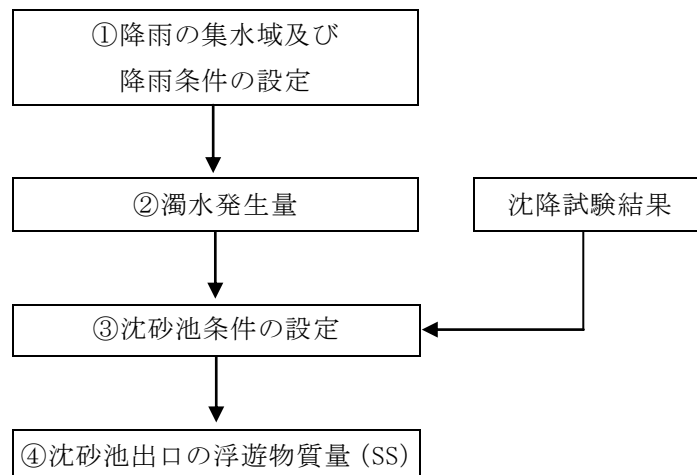 ①降雨の集水域及び
降雨条件の設定
②濁水発生量
沈降試験結果
③沈砂池条件の設定
④沈砂池出口の浮遊物質量(SS)